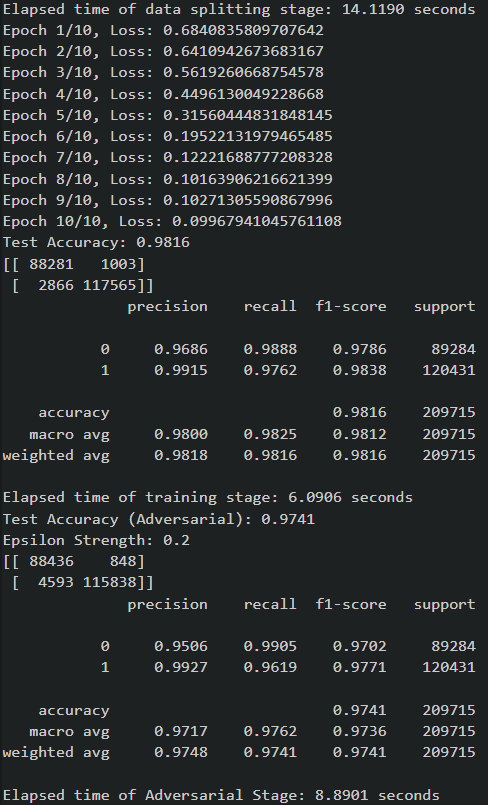 Elapsed time of data splitting stage: 14.1190 seconds
Epoch 1/10, Loss: 0.6840835809707642
Epoch 2/10, Loss: 0.6410942673683167
Epoch 3/10, Loss: 0.5619260668754578
Epoch 4/10, Loss: 0.4496130049228668
Epoch 5/10, Loss: 0.31560444831848145
Epoch 6/10, Loss: 0.19522131979465485
Epoch 7/10, Loss: 0.12221688777208328
Epoch 8/10, Loss: 0.10163906216621399
Epoch 9/10, Loss: 0.10271305590867996
Epoch 10/10, Loss: 0.09967941045761108
Test Accuracy: 0.9816
[[ 88281   1003]
 [  2866 117565]]
              precision    recall  f1-score   support

           0     0.9686    0.9888    0.9786     89284
           1     0.9915    0.9762    0.9838    120431

    accuracy                         0.9816    209715
   macro avg     0.9800    0.9825    0.9812    209715
weighted avg     0.9818    0.9816    0.9816    209715

Elapsed time of training stage: 6.0906 seconds
Test Accuracy (Adversarial): 0.9741
Epsilon Strength: 0.2
[[ 88436    848]
 [  4593 115838]]
              precision    recall  f1-score   support

           0     0.9506    0.9905    0.9702     89284
           1     0.9927    0.9619    0.9771    120431

    accuracy                         0.9741    209715
   macro avg     0.9717    0.9762    0.9736    209715
weighted avg     0.9748    0.9741    0.9741    209715

Elapsed time of Adversarial Stage: 8.8901 seconds